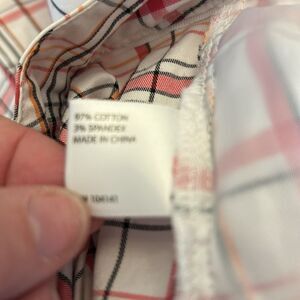 97% COTTON
3% SPANDEX
MADE IN CHINA